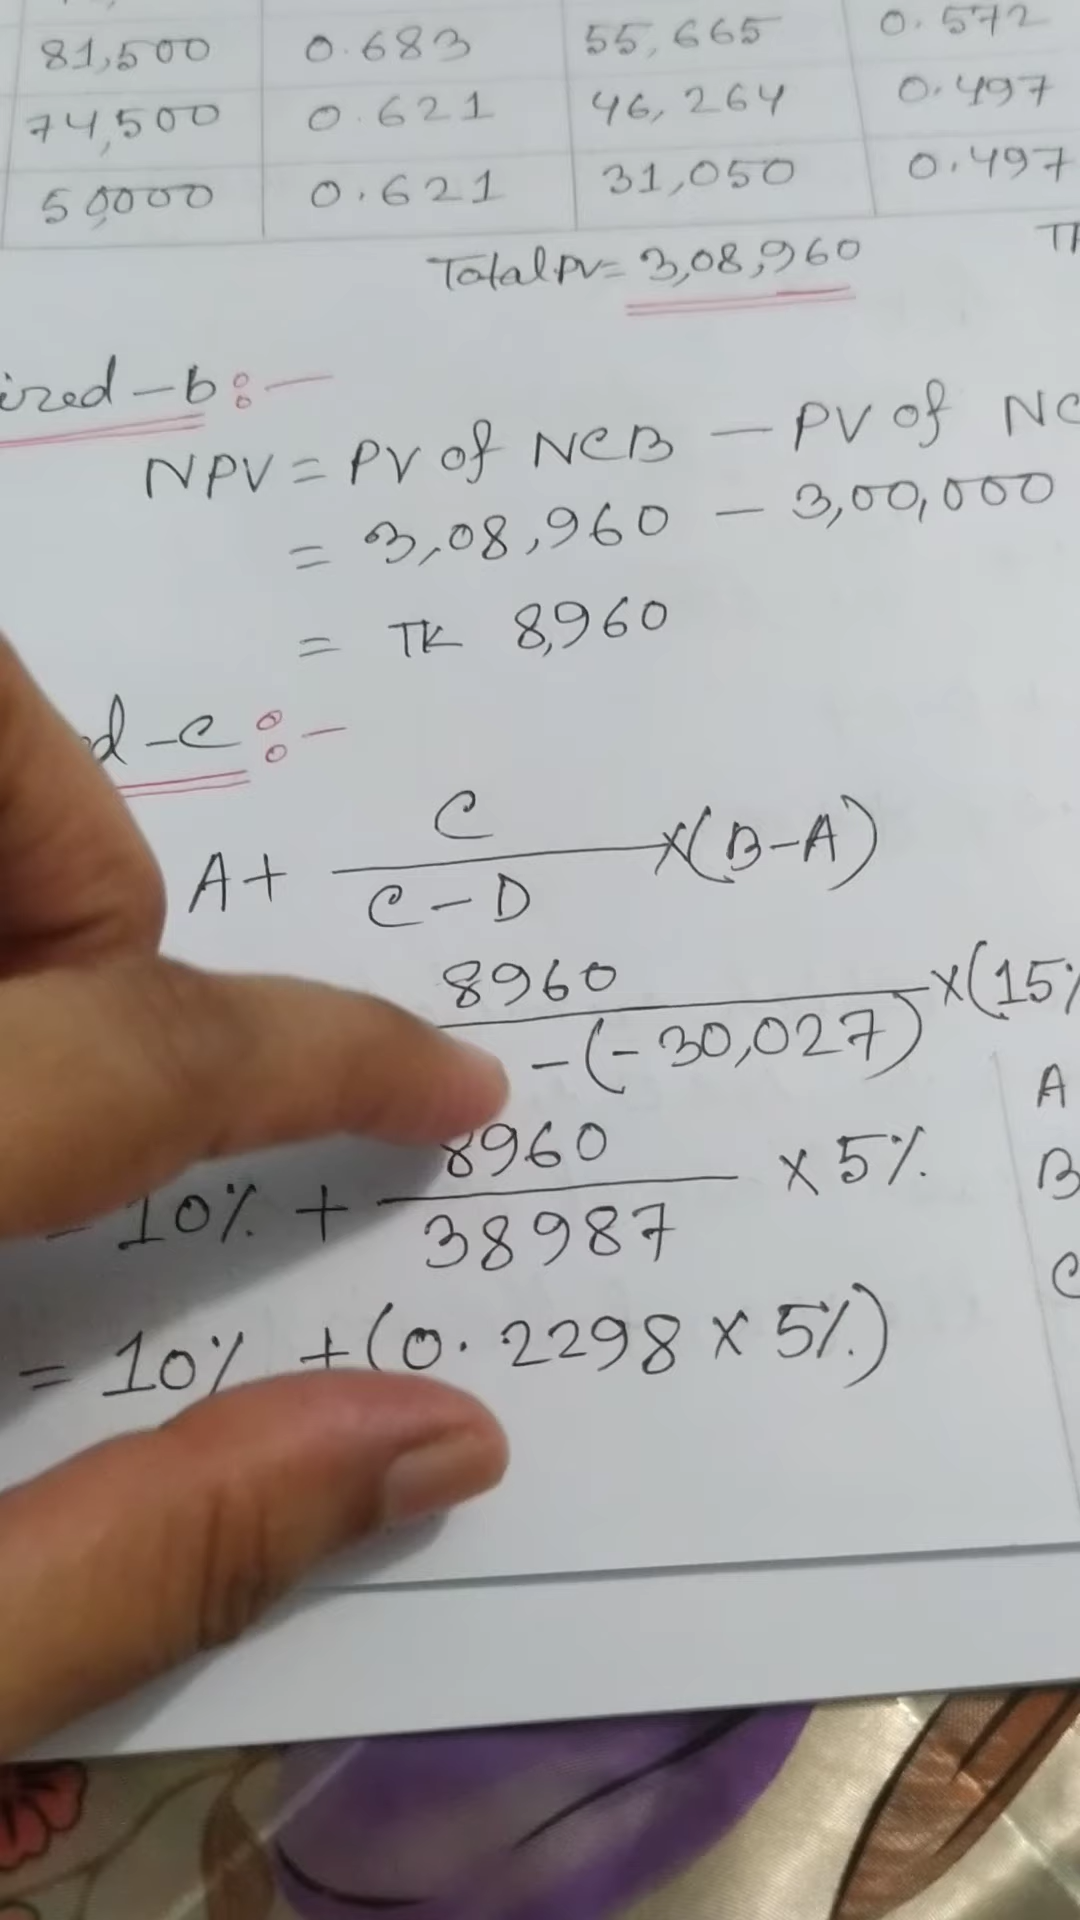 81,500 0.683 55,665 0.572
74,500 0.621 46,264 0.497
50000 0.621 31,050 0.497
Total PV = 3,08,960
ired - b :-
NPV = PV of NCB - PV of NC
= 3,08,960 - 3,00,000
= TK 8,960
d - C :-
A + C / C - D × (B - A)
8960 / - (- 30,027) × (15%
A
B
C
10% + 8960 / 38987 × 5%
= 10% + (0.2298 × 5%)